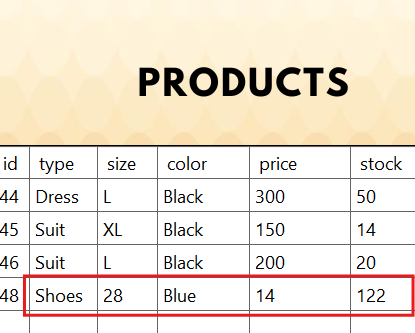 PRODUCTS
id type size color price stock
44 Dress L Black 300 50
45 Suit XL Black 150 14
46 Suit L Black 200 20
48 Shoes 28 Blue 14 122